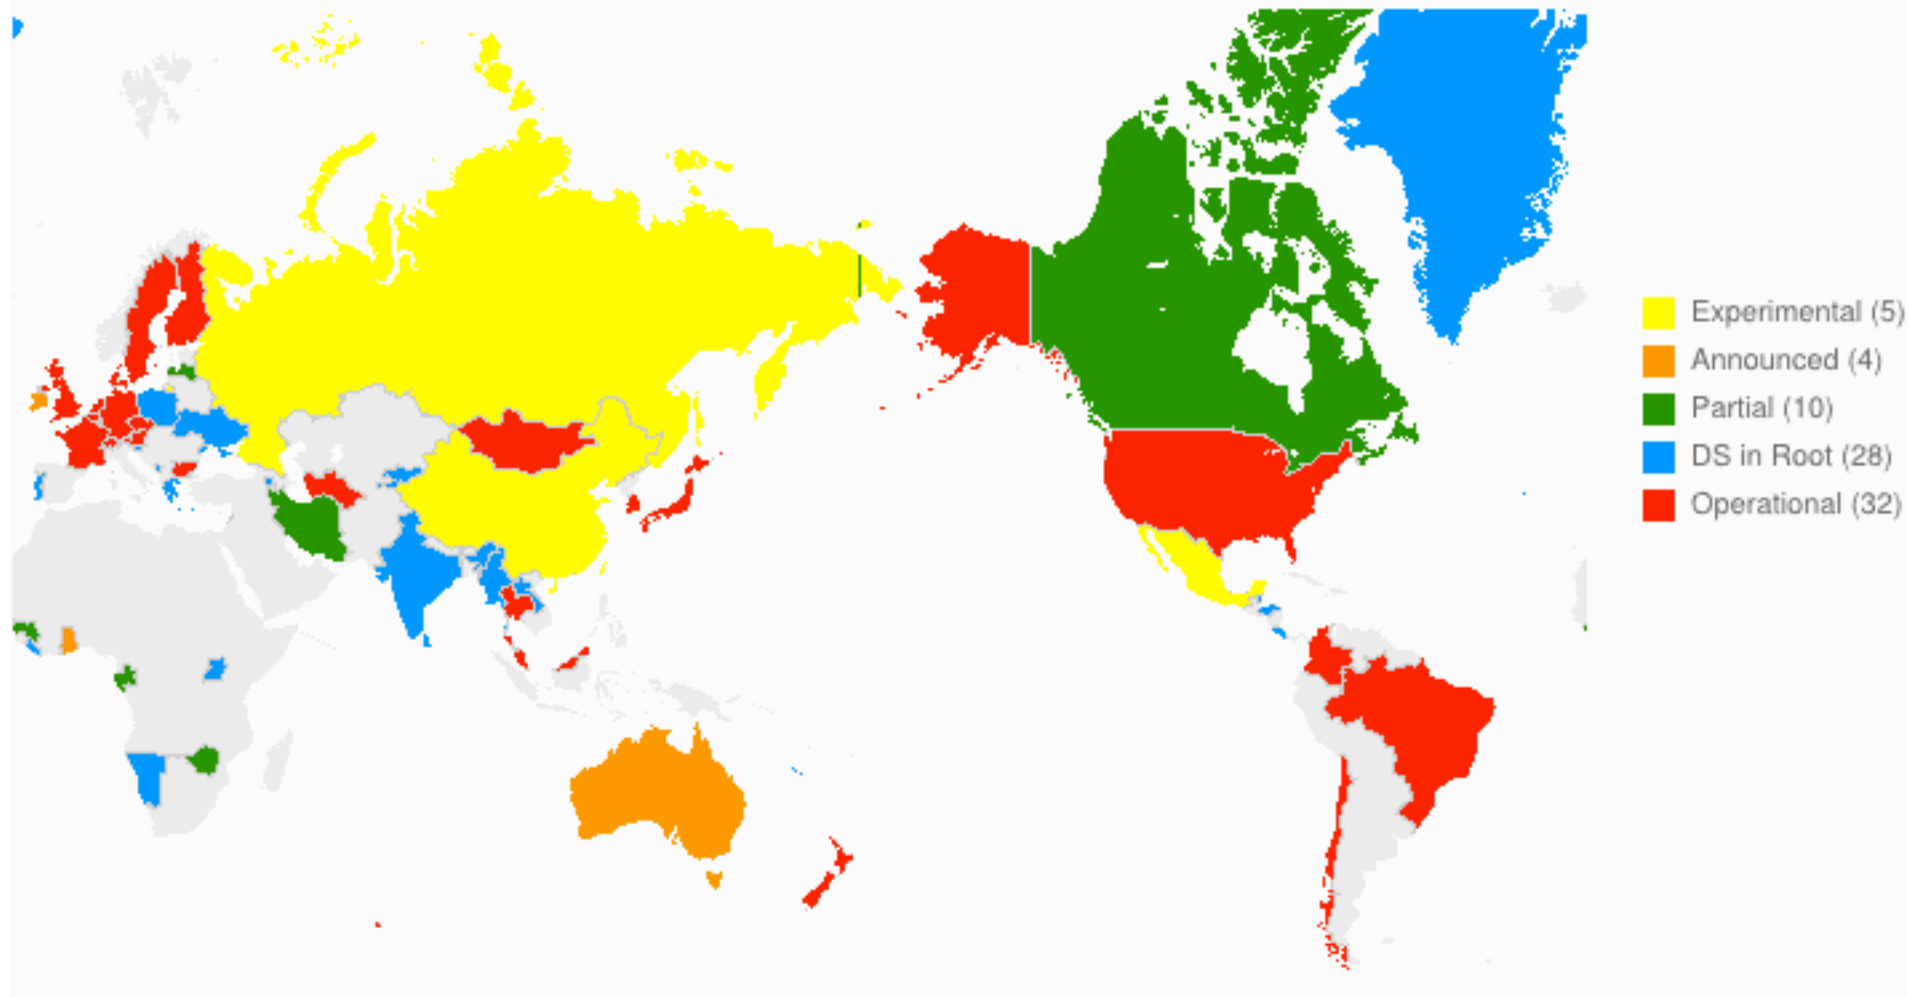 Experimental (5)
Announced (4)
Partial (10)
DS in Root (28)
Operational (32)